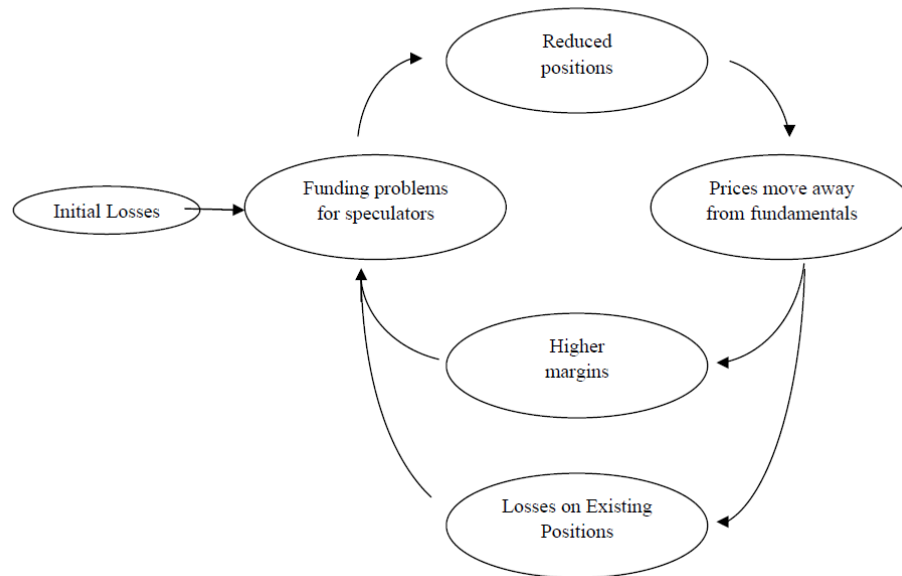 Reduced
positions
Initial Losses
Funding problems
for speculators
Prices move away
from fundamentals
Higher
margins
Losses on Existing
Positions